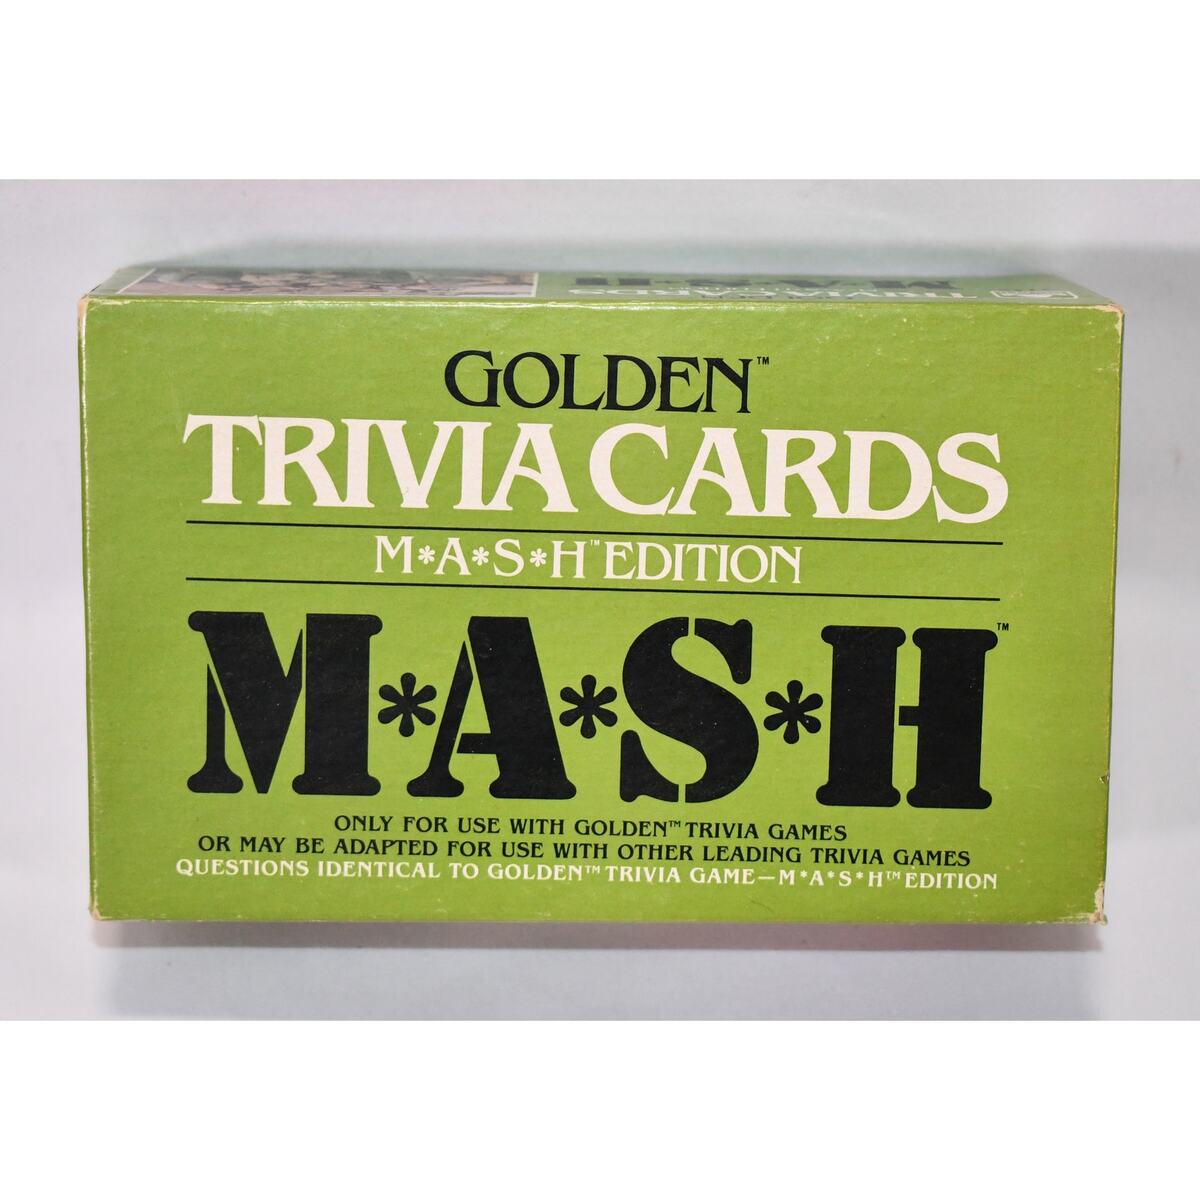 GOLDEN™
TRIVIA CARDS
M*A*S*H™ EDITION
M*A*S*H™
ONLY FOR USE WITH GOLDEN™ TRIVIA GAMES
OR MAY BE ADAPTED FOR USE WITH OTHER LEADING TRIVIA GAMES
QUESTIONS IDENTICAL TO GOLDEN™ TRIVIA GAME—M*A*S*H™ EDITION